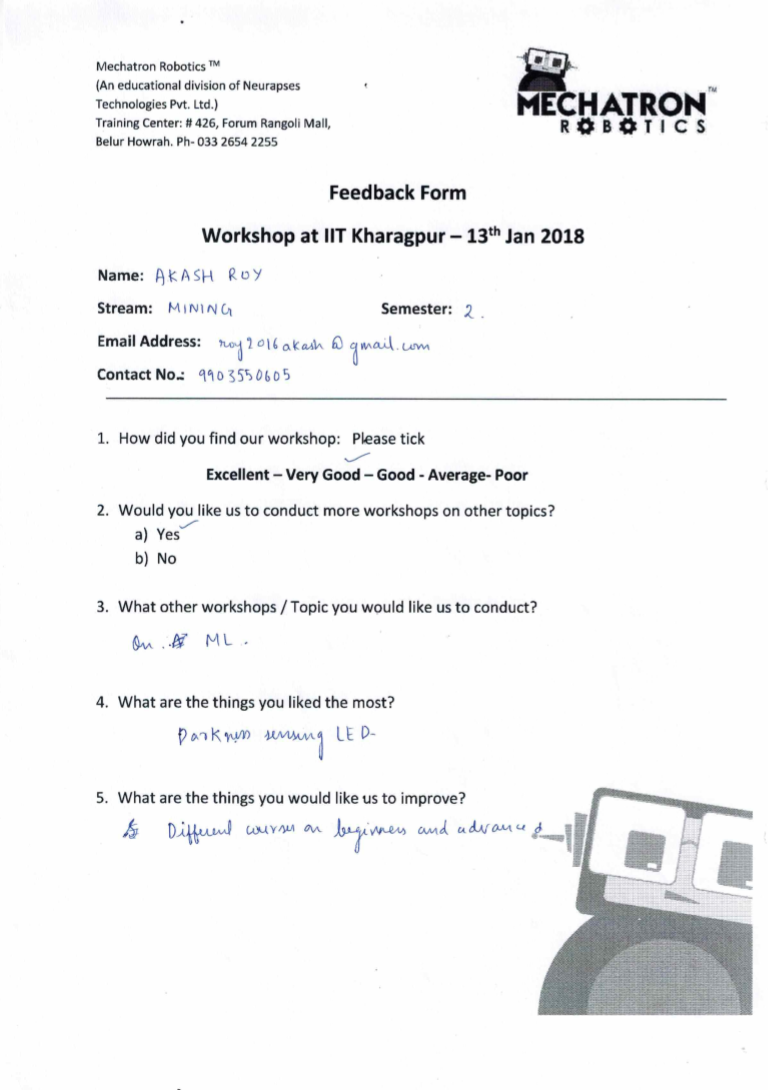 Mechatron Robotics ™
(An educational division of Neurapses
Technologies Pvt. Ltd.)
Training Center: # 426, Forum Rangoli Mall,
Belur Howrah. Ph- 033 2654 2255
MECHATRON™
ROBOTICS
Feedback Form
Workshop at IIT Kharagpur – 13th Jan 2018
Name: AKASH ROY
Stream: MINING Semester: 2.
Email Address: roy2016akash@gmail.com
Contact No.: 9903550605
1. How did you find our workshop: Please tick
Excellent – Very Good – Good - Average- Poor
2. Would you like us to conduct more workshops on other topics?
a) Yes
b) No
3. What other workshops / Topic you would like us to conduct?
On ML.
4. What are the things you liked the most?
Darkness sensing LED-
5. What are the things you would like us to improve?
Different courses on beginners and advance